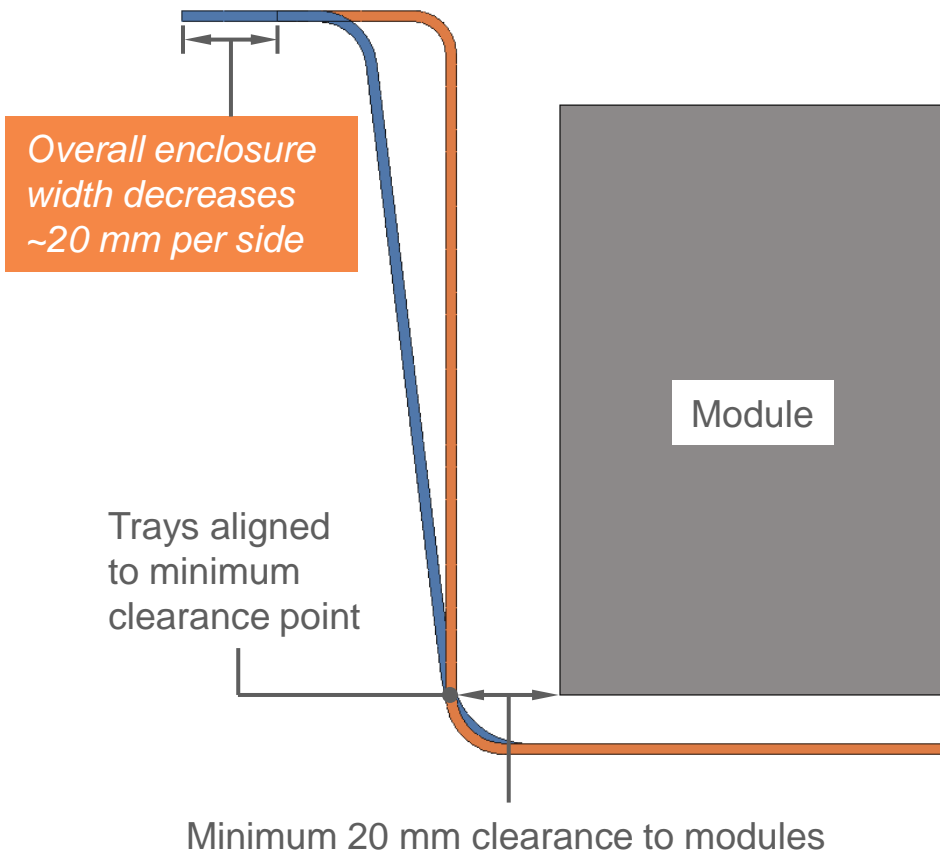 Overall enclosure
width decreases
~20 mm per side
Module
Trays aligned
to minimum
clearance point
Minimum 20 mm clearance to modules